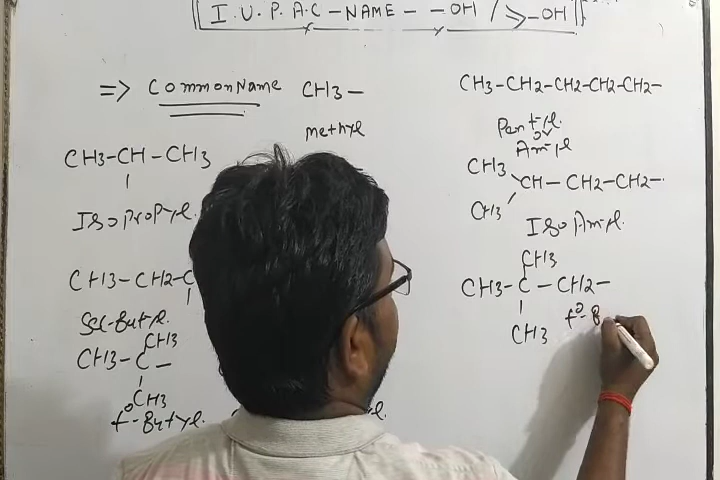 I.U.P.A.C-NAME--OH/⩾-OH
=> CommonName
CH3-
methyl
CH3-CH-CH3
Isopropyl.
CH3-CH2-C
Sec-Butyl.
CH3
CH3-C-
CH3
t°-Butyl.
CH3-CH2-CH2-CH2-CH2-
Pentyl.
or
Amyl
CH3
CH-CH2-CH2-
CH3
Iso Amyl.
CH3
CH3-C-CH2-
CH3
t°-B